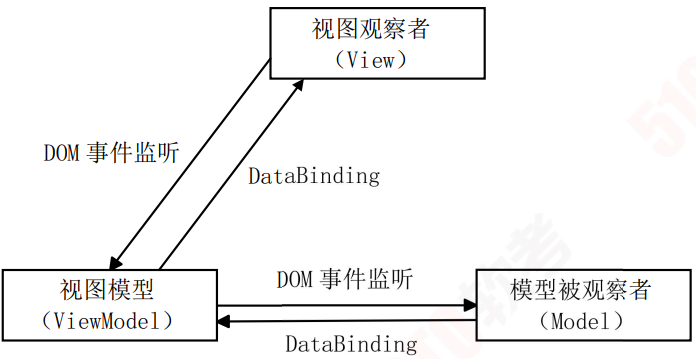 视图观察者
（View）
DOM 事件监听
DataBinding
视图模型
（ViewModel）
DOM 事件监听
DataBinding
模型被观察者
（Model）